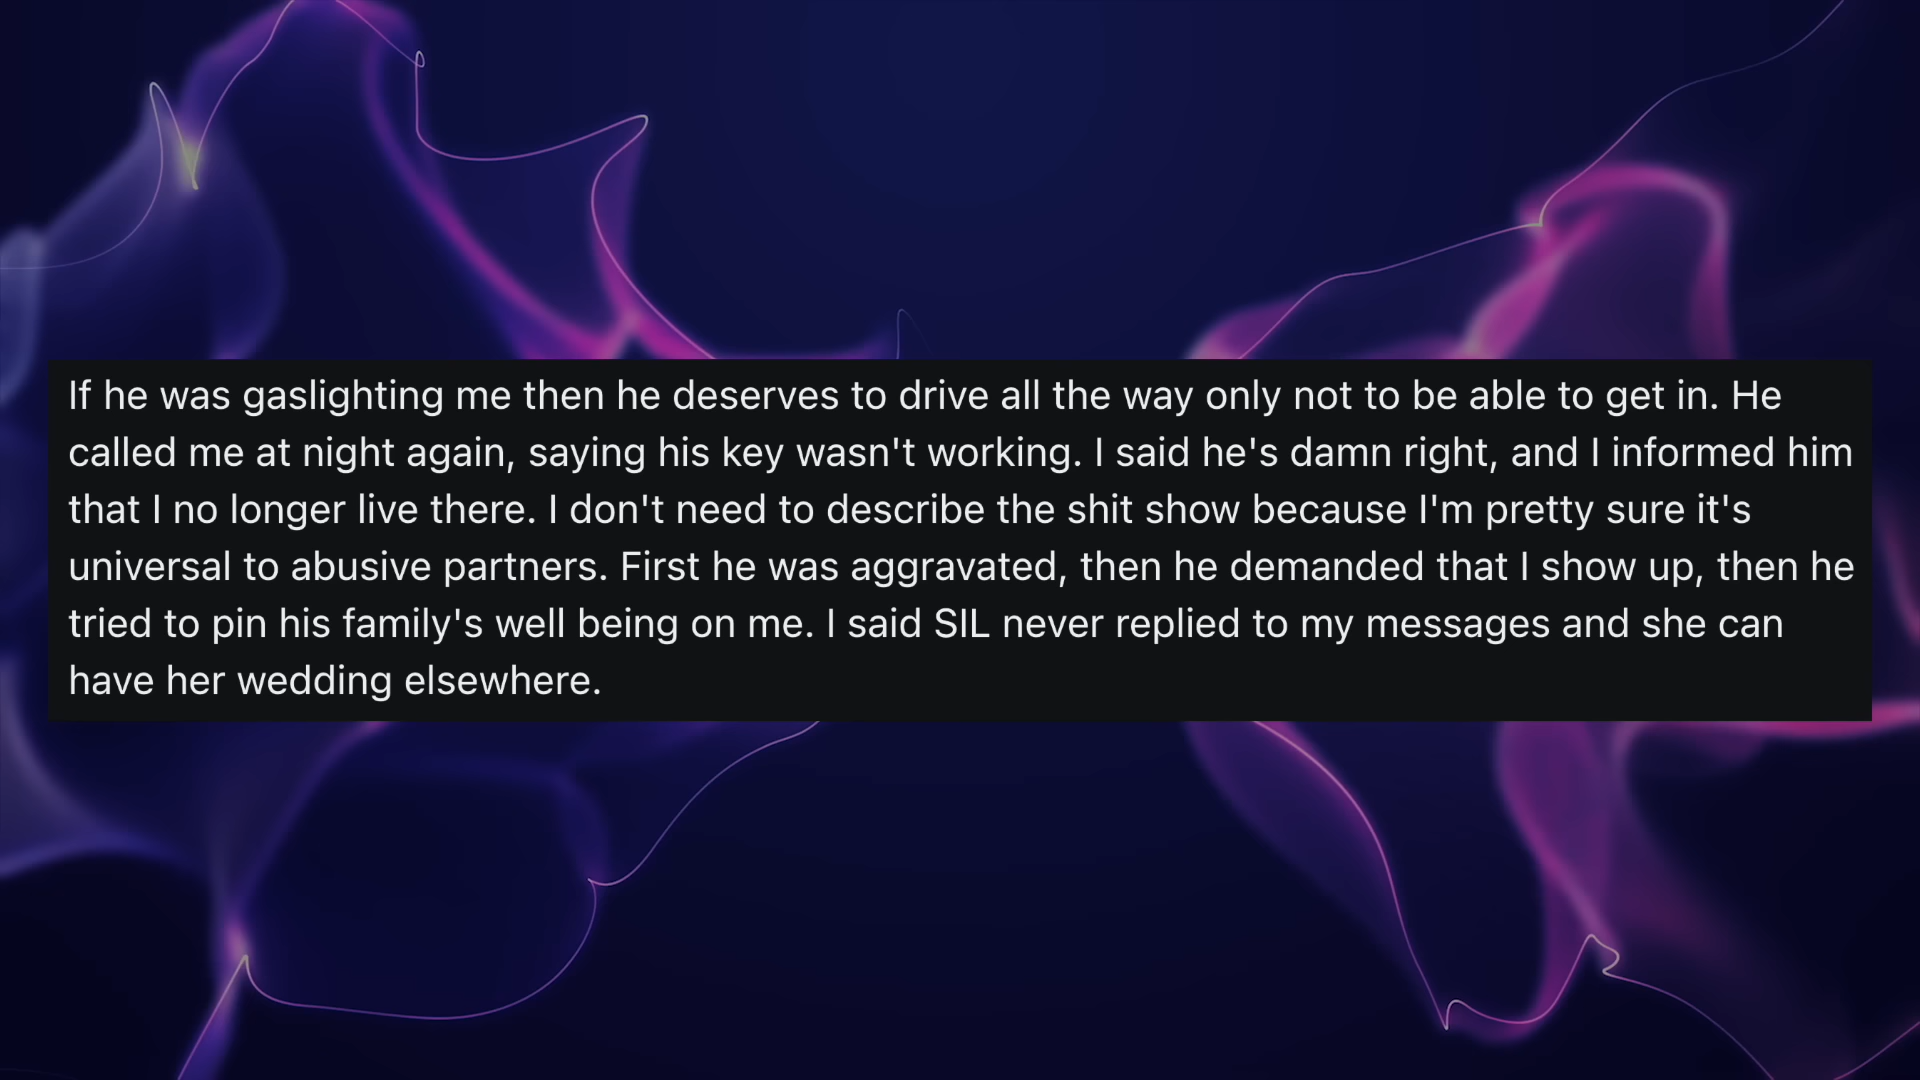 If he was gaslighting me then he deserves to drive all the way only not to be able to get in. He
called me at night again, saying his key wasn't working. I said he's damn right, and I informed him
that I no longer live there. I don't need to describe the shit show because I'm pretty sure it's
universal to abusive partners. First he was aggravated, then he demanded that I show up, then he
tried to pin his family's well being on me. I said SIL never replied to my messages and she can
have her wedding elsewhere.